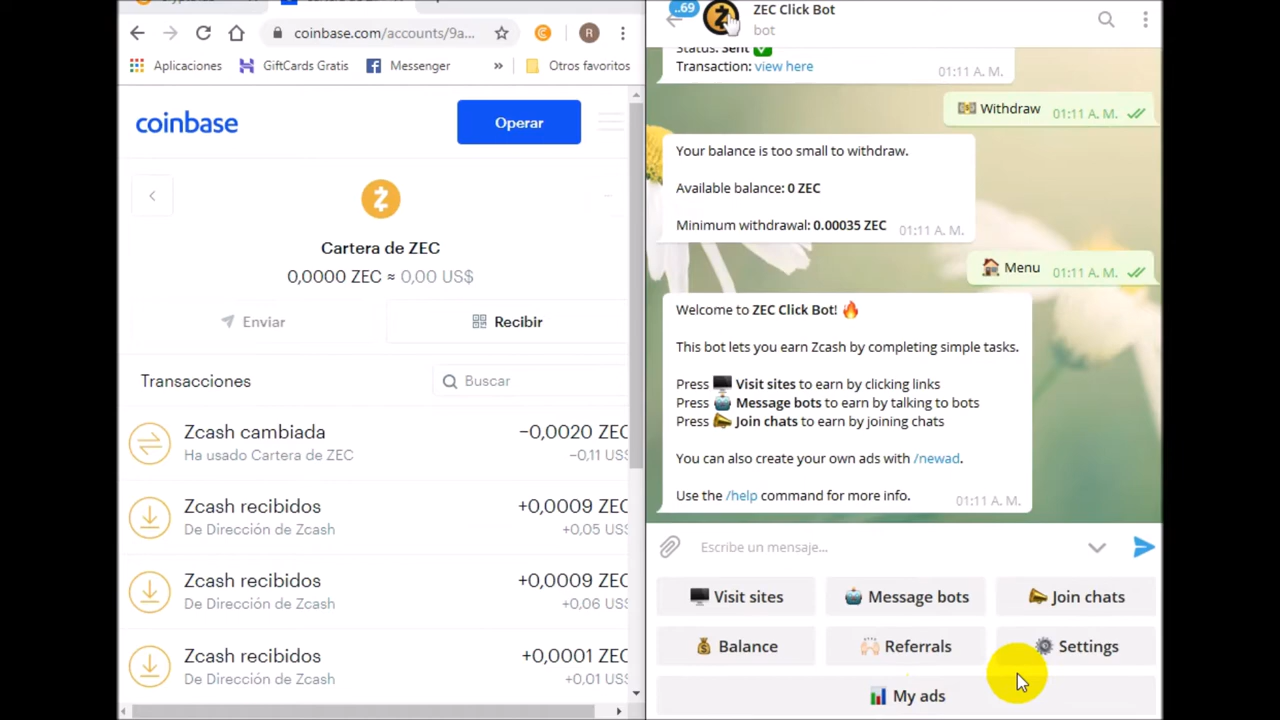 coinbase.com/accounts/9a...
R
Aplicaciones
GiftCards Gratis
Messenger
»
Otros favoritos
coinbase
Operar
Cartera de ZEC
0,0000 ZEC ≈ 0,00 US$
Enviar
Recibir
Transacciones
Buscar
Zcash cambiada
−0,0020 ZEC
Ha usado Cartera de ZEC
−0,11 US$
Zcash recibidos
+0,0009 ZEC
De Dirección de Zcash
+0,05 US$
Zcash recibidos
+0,0009 ZEC
De Dirección de Zcash
+0,06 US$
Zcash recibidos
+0,0001 ZEC
De Dirección de Zcash
+0,01 US$
..69
ZEC Click Bot
bot
Status: Sent
Transaction: view here
01:11 A. M.
Withdraw
01:11 A. M.
Your balance is too small to withdraw.
Available balance: 0 ZEC
Minimum withdrawal: 0.00035 ZEC
01:11 A. M.
Menu
01:11 A. M.
Welcome to ZEC Click Bot!
This bot lets you earn Zcash by completing simple tasks.
Press Visit sites to earn by clicking links
Press Message bots to earn by talking to bots
Press Join chats to earn by joining chats
You can also create your own ads with /newad.
Use the /help command for more info.
01:11 A. M.
Escribe un mensaje...
Visit sites
Message bots
Join chats
Balance
Referrals
Settings
My ads